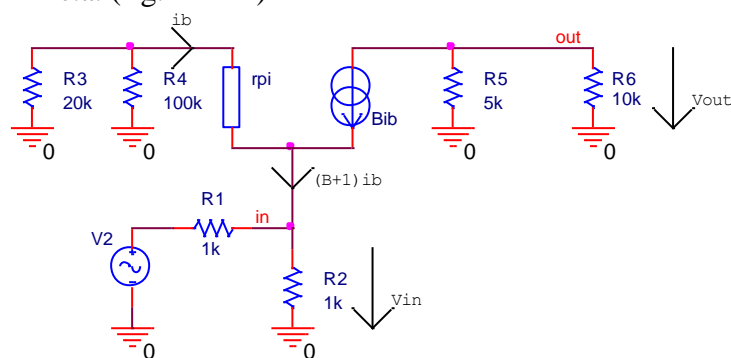 ib
out
R3
20k
R4
100k
rpi
Bib
R5
5k
R6
10k
Vout
0
0
0
0
(B+1)ib
R1
in
V2
1k
R2
1k
Vin
0
0